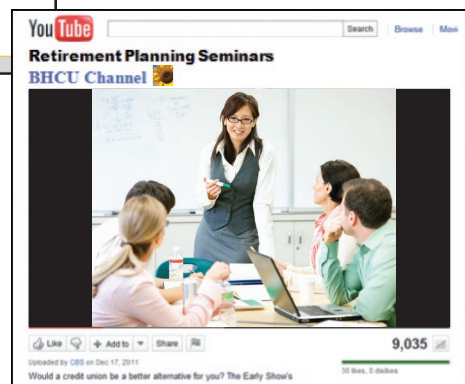 YouTube Search Browse Movi
Retirement Planning Seminars
BHCU Channel
Like Add to Share 9,035
Uploaded by CBS on Dec 17, 2011
30 likes, 0 dislikes
Would a credit union be a better alternative for you? The Early Show's